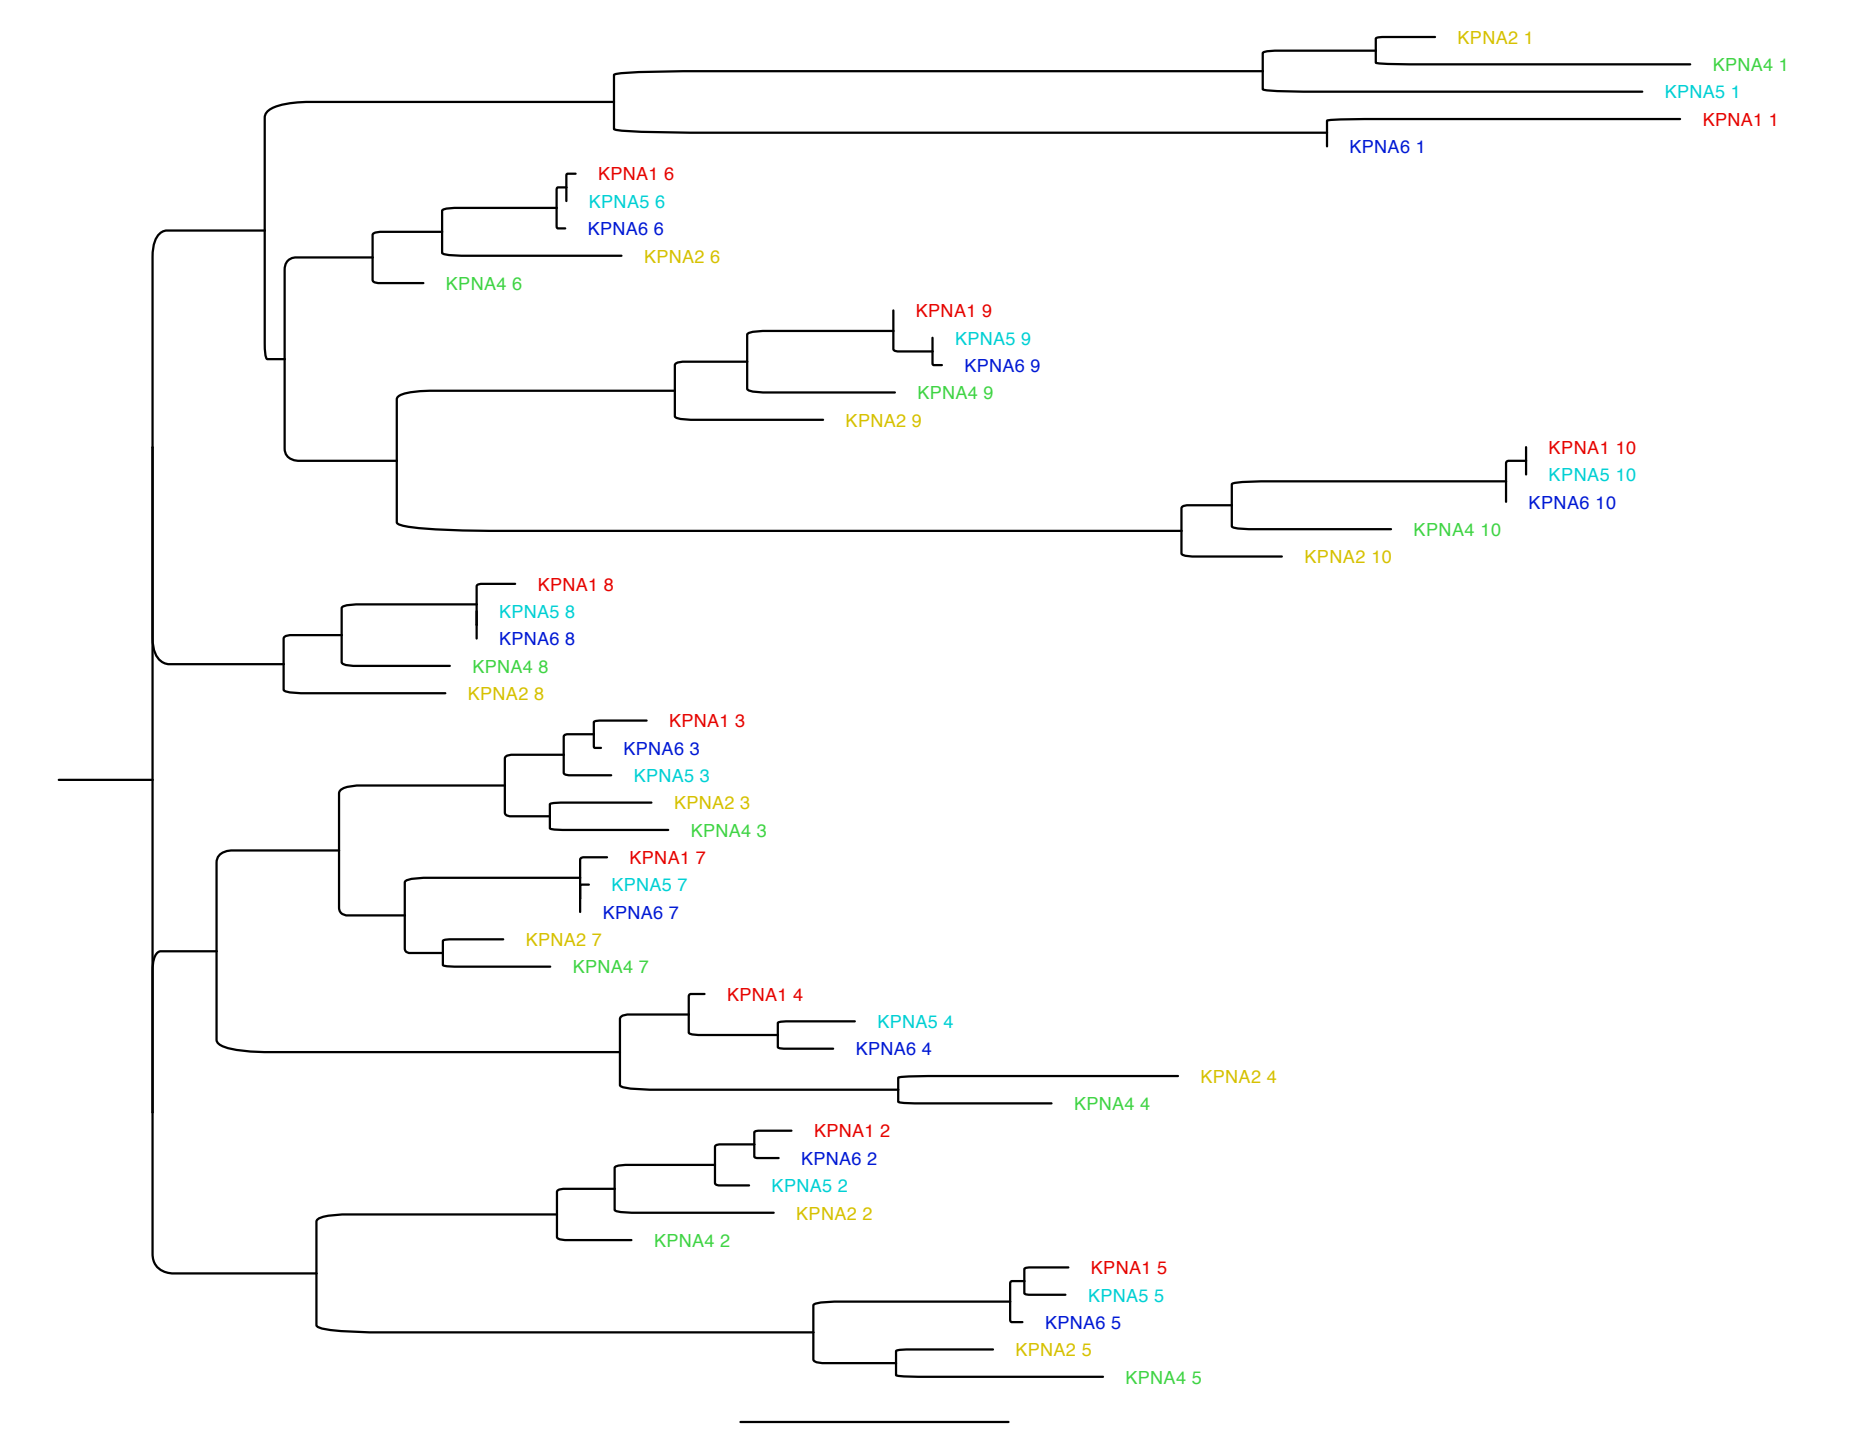 KPNA2 1
KPNA4 1
KPNA5 1
KPNA1 1
KPNA6 1
KPNA1 6
KPNA5 6
KPNA6 6
KPNA2 6
KPNA4 6
KPNA1 9
KPNA5 9
KPNA6 9
KPNA4 9
KPNA2 9
KPNA1 10
KPNA5 10
KPNA6 10
KPNA4 10
KPNA2 10
KPNA1 8
KPNA5 8
KPNA6 8
KPNA4 8
KPNA2 8
KPNA1 3
KPNA6 3
KPNA5 3
KPNA2 3
KPNA4 3
KPNA1 7
KPNA5 7
KPNA6 7
KPNA2 7
KPNA4 7
KPNA1 4
KPNA5 4
KPNA6 4
KPNA2 4
KPNA4 4
KPNA1 2
KPNA6 2
KPNA5 2
KPNA2 2
KPNA4 2
KPNA1 5
KPNA5 5
KPNA6 5
KPNA2 5
KPNA4 5